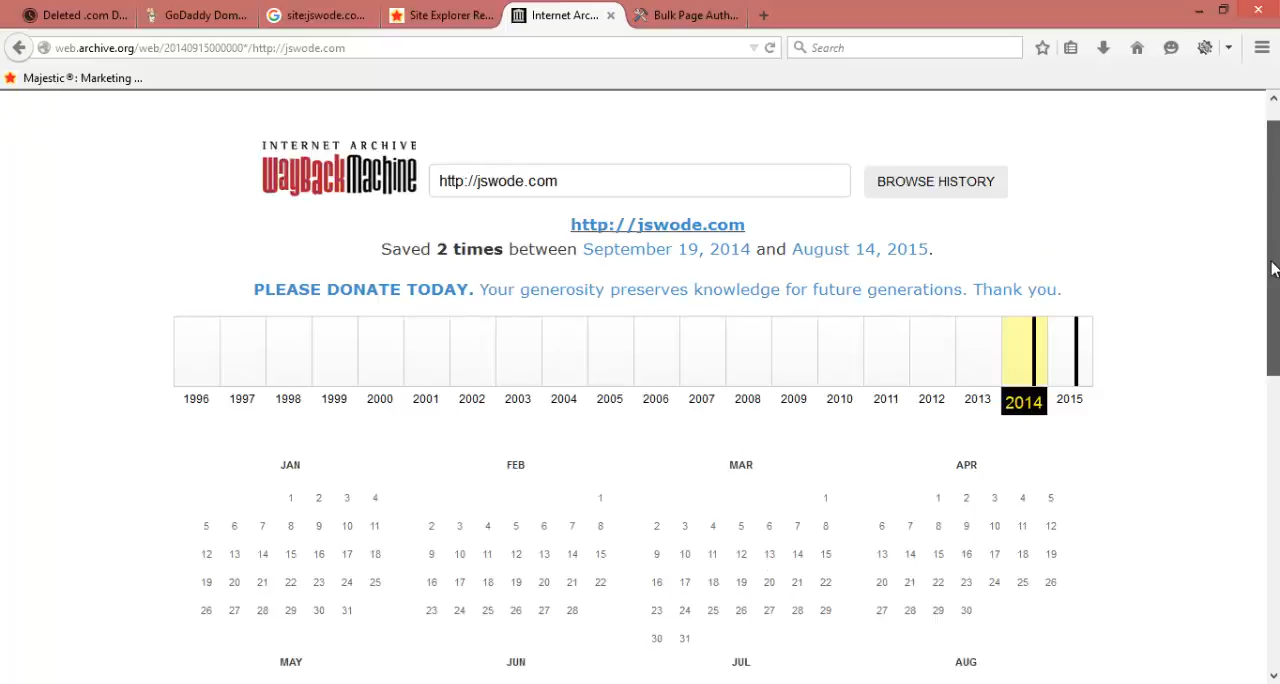 Deleted .com D...
GoDaddy Dom...
site:jswode.co...
Site Explorer Re...
Internet Arc...
Bulk Page Auth...
web.archive.org/web/20140915000000*/http://jswode.com
Search
Majestic®: Marketing ...
INTERNET ARCHIVE
WayBackMachine
http://jswode.com
BROWSE HISTORY
http://jswode.com
Saved 2 times between September 19, 2014 and August 14, 2015.
PLEASE DONATE TODAY. Your generosity preserves knowledge for future generations. Thank you.
1996 1997 1998 1999 2000 2001 2002 2003 2004 2005 2006 2007 2008 2009 2010 2011 2012 2013 2014 2015
JAN FEB MAR APR
1 2 3 4 1 1 1 2 3 4 5
5 6 7 8 9 10 11 2 3 4 5 6 7 8 2 3 4 5 6 7 8 6 7 8 9 10 11 12
12 13 14 15 16 17 18 9 10 11 12 13 14 15 9 10 11 12 13 14 15 13 14 15 16 17 18 19
19 20 21 22 23 24 25 16 17 18 19 20 21 22 16 17 18 19 20 21 22 20 21 22 23 24 25 26
26 27 28 29 30 31 23 24 25 26 27 28 23 24 25 26 27 28 29 27 28 29 30
30 31
MAY JUN JUL AUG